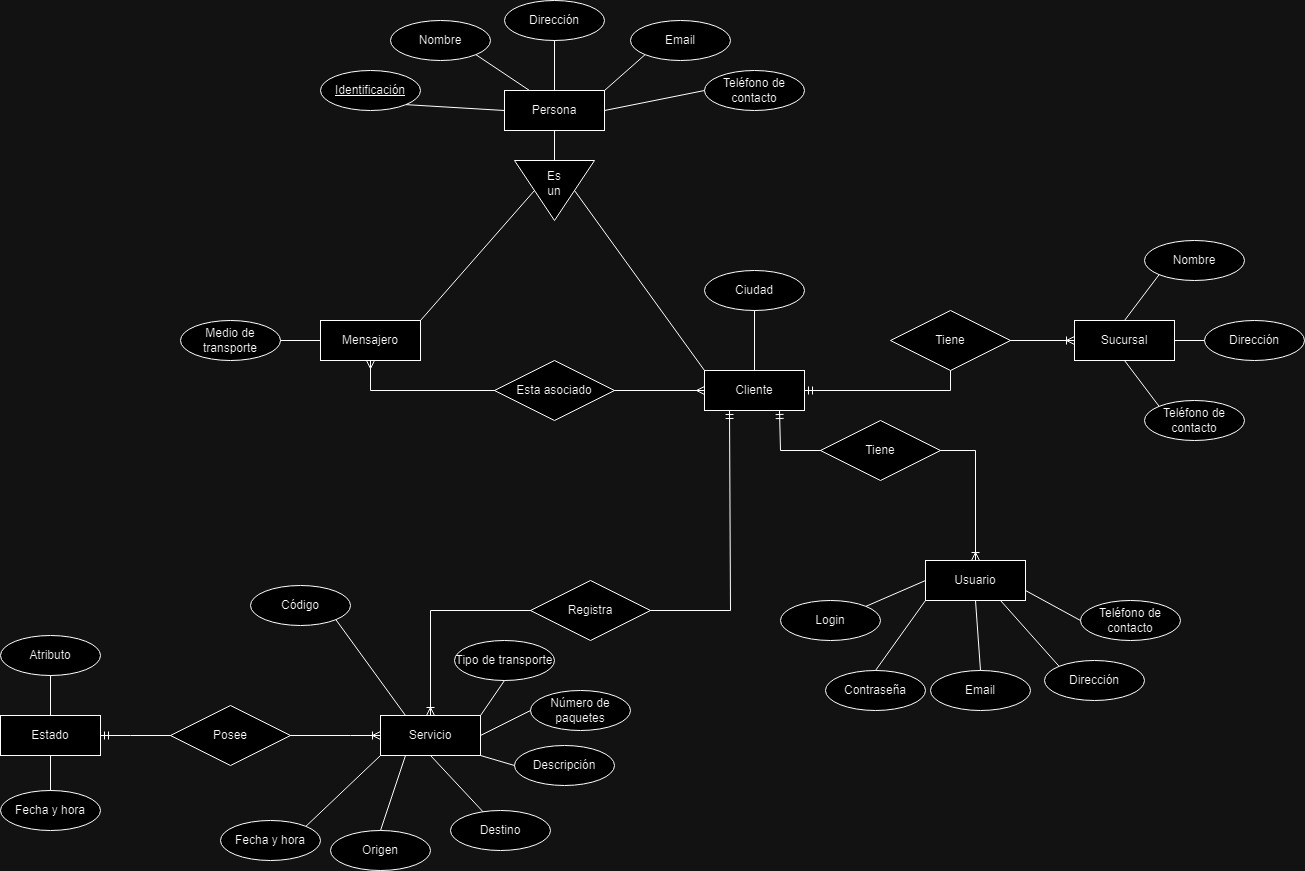 Dirección
Nombre
Email
Identificación
Teléfono de
contacto
Persona
Es
un
Nombre
Ciudad
Medio de
transporte
Mensajero
Tiene
Sucursal
Dirección
Esta asociado
Cliente
Teléfono de
contacto
Tiene
Usuario
Código
Registra
Login
Teléfono de
contacto
Atributo
Tipo de transporte
Contraseña
Email
Dirección
Número de
paquetes
Estado
Posee
Servicio
Descripción
Fecha y hora
Fecha y hora
Origen
Destino